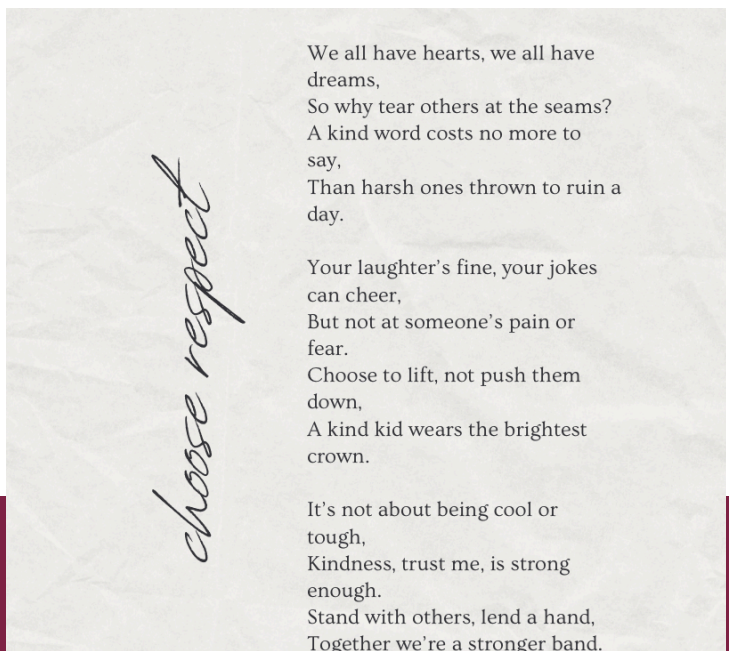 choose respect
We all have hearts, we all have
dreams,
So why tear others at the seams?
A kind word costs no more to
say,
Than harsh ones thrown to ruin a
day.
Your laughter’s fine, your jokes
can cheer,
But not at someone’s pain or
fear.
Choose to lift, not push them
down,
A kind kid wears the brightest
crown.
It’s not about being cool or
tough,
Kindness, trust me, is strong
enough.
Stand with others, lend a hand,
Together we’re a stronger band.